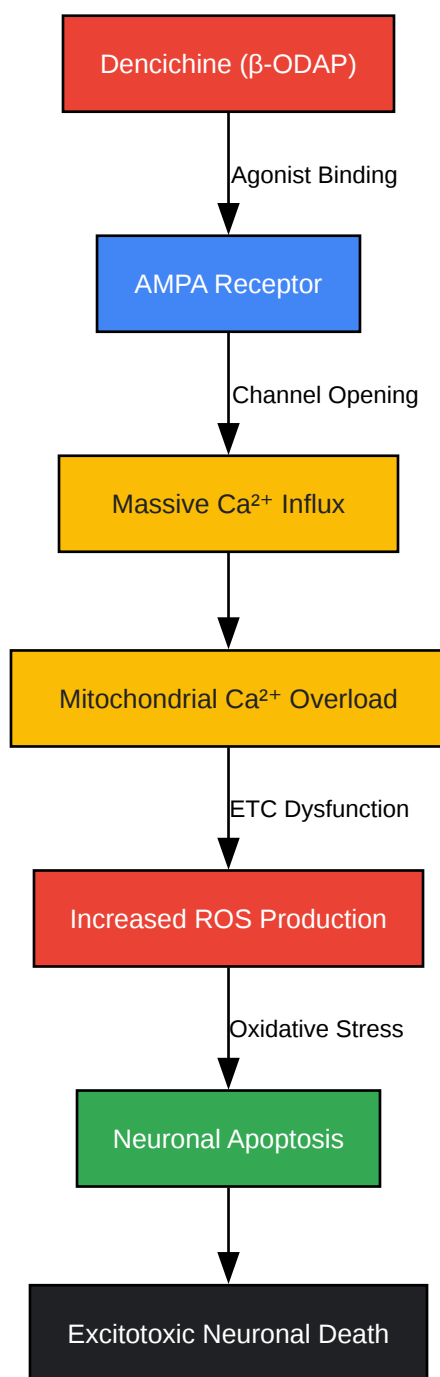 Dencichine (β-ODAP)
Agonist Binding
AMPA Receptor
Channel Opening
Massive Ca²⁺ Influx
Mitochondrial Ca²⁺ Overload
ETC Dysfunction
Increased ROS Production
Oxidative Stress
Neuronal Apoptosis
Excitotoxic Neuronal Death